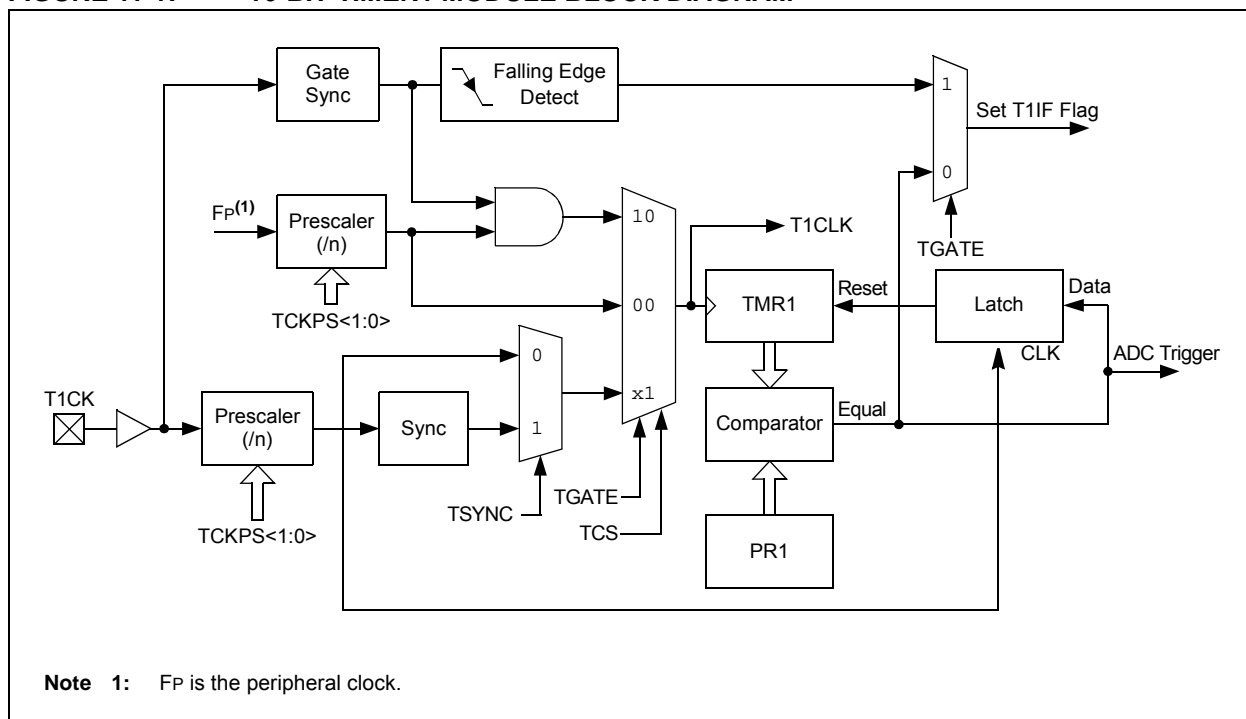 Gate
Sync
Falling Edge
Detect
1
Set T1IF Flag
0
TGATE
FP(1)
Prescaler
(/n)
TCKPS<1:0>
10
00
x1
T1CLK
TMR1
Reset
Latch
Data
CLK
ADC Trigger
T1CK
Prescaler
(/n)
TCKPS<1:0>
Sync
0
1
TSYNC
TGATE
TCS
Comparator
Equal
PR1
Note 1: FP is the peripheral clock.